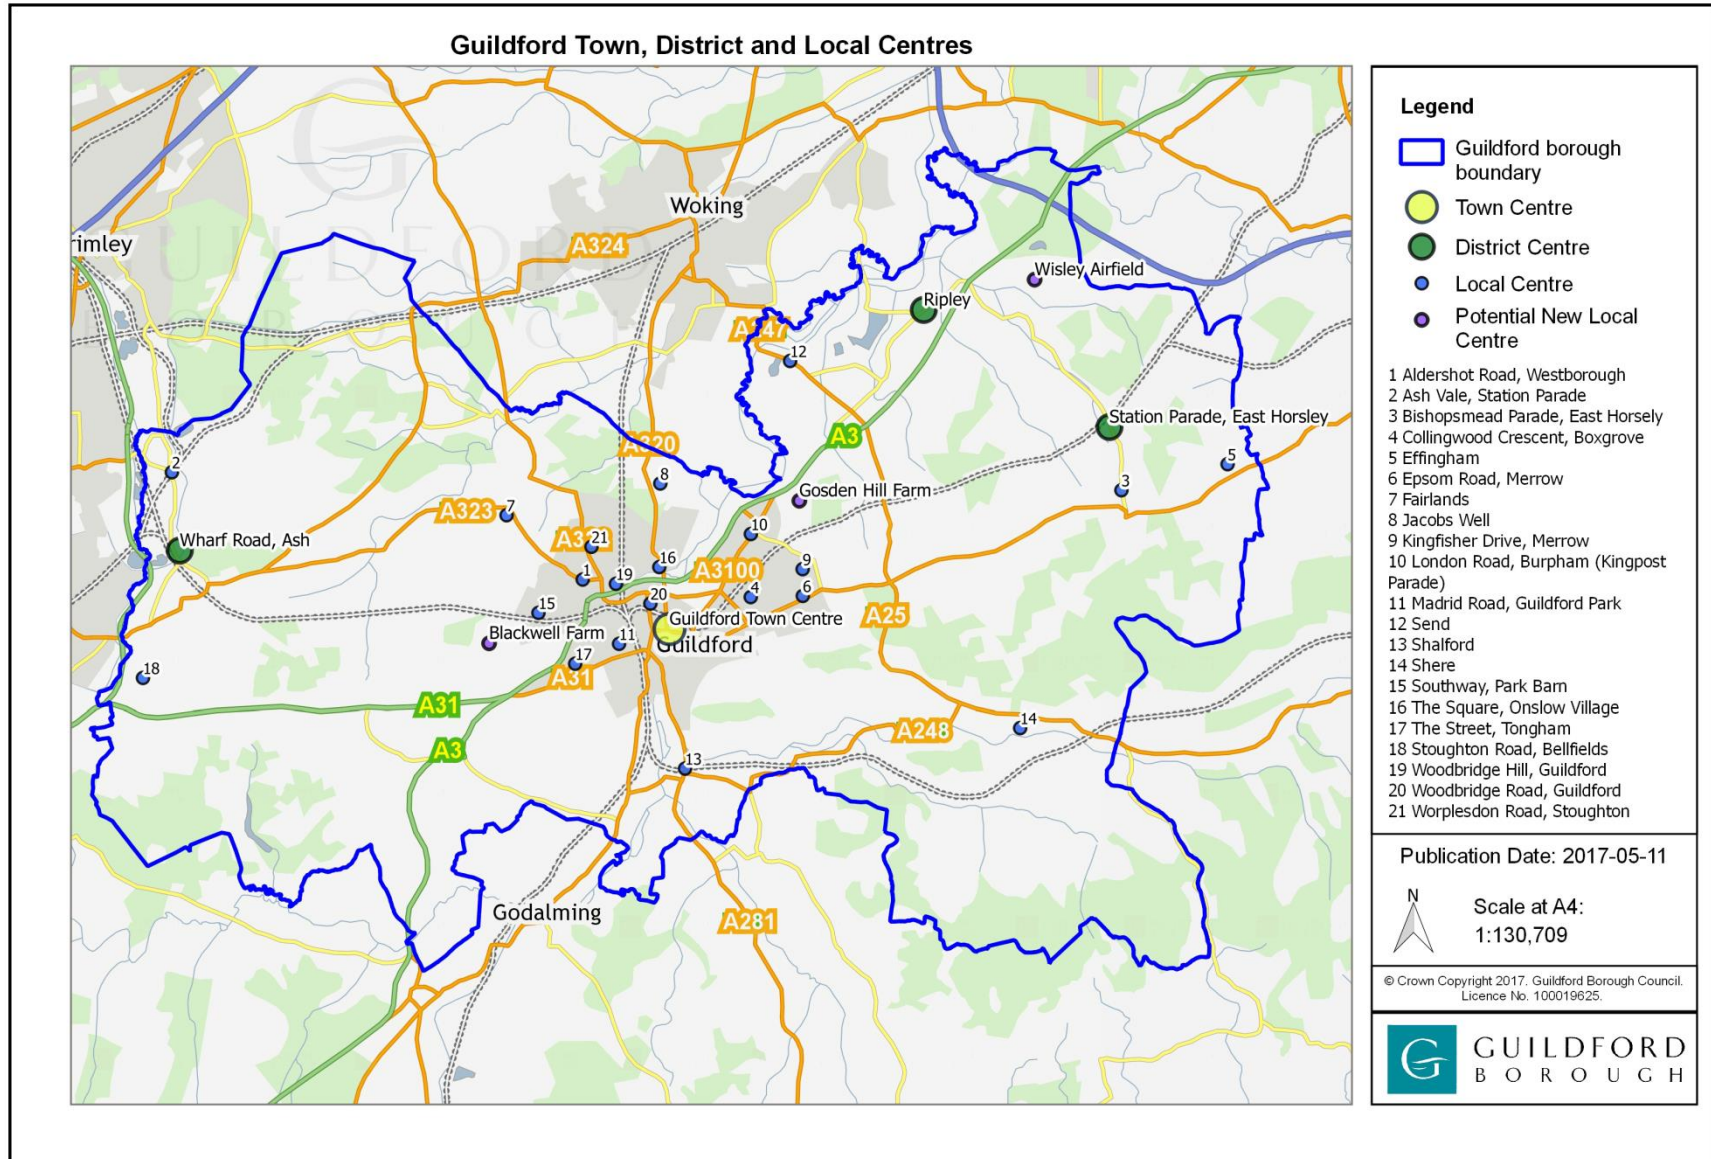 Guildford Town, District and Local Centres
GUILDFORD
BOROUGH
Woking
rimley
A324
A247
Wisley Airfield
Ripley
12
Station Parade, East Horsley
A320
A3
2
8
5
3
Gosden Hill Farm
A323
7
10
Wharf Road, Ash
21
16
A3100
9
1
19
4
6
20
15
Guildford Town Centre
A25
Blackwell Farm
11
Guildford
17
18
A31
A31
14
A248
A3
13
Godalming
A281
Legend
Guildford borough
boundary
Town Centre
District Centre
Local Centre
Potential New Local
Centre
1 Aldershot Road, Westborough
2 Ash Vale, Station Parade
3 Bishopsmead Parade, East Horsely
4 Collingwood Crescent, Boxgrove
5 Effingham
6 Epsom Road, Merrow
7 Fairlands
8 Jacobs Well
9 Kingfisher Drive, Merrow
10 London Road, Burpham (Kingpost
Parade)
11 Madrid Road, Guildford Park
12 Send
13 Shalford
14 Shere
15 Southway, Park Barn
16 The Square, Onslow Village
17 The Street, Tongham
18 Stoughton Road, Bellfields
19 Woodbridge Hill, Guildford
20 Woodbridge Road, Guildford
21 Worplesdon Road, Stoughton
Publication Date: 2017-05-11
N
Scale at A4:
1:130,709
© Crown Copyright 2017. Guildford Borough Council.
Licence No. 100019625.
G
GUILDFORD
BOROUGH